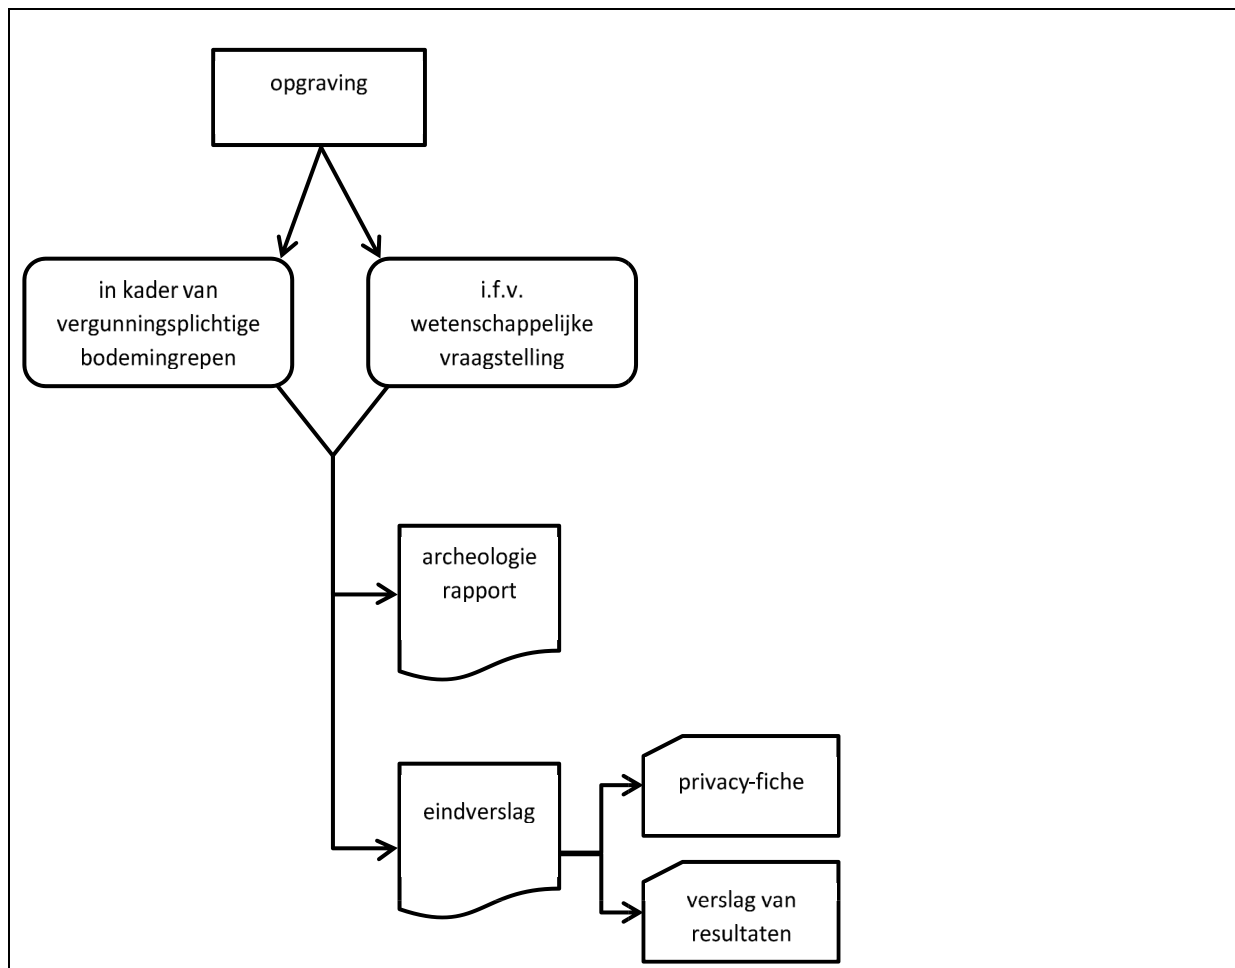 opgraving
in kader van
vergunningsplichtige
bodemingrepen
i.f.v.
wetenschappelijke
vraagstelling
archeologie
rapport
eindverslag
privacy-fiche
verslag van
resultaten